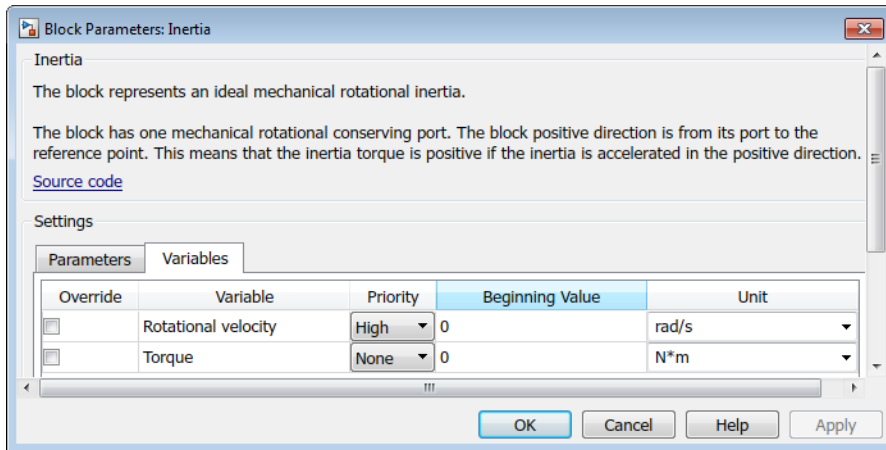 Block Parameters: Inertia
Inertia
The block represents an ideal mechanical rotational inertia.
The block has one mechanical rotational conserving port. The block positive direction is from its port to the
reference point. This means that the inertia torque is positive if the inertia is accelerated in the positive direction.
Source code
Settings
Parameters Variables
Override Variable Priority Beginning Value Unit
Rotational velocity High 0 rad/s
Torque None 0 N*m
OK Cancel Help Apply